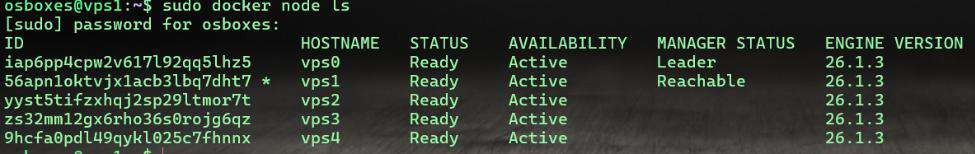 osboxes@vps1:~$ sudo docker node ls
[sudo] password for osboxes:
ID HOSTNAME STATUS AVAILABILITY MANAGER STATUS ENGINE VERSION
iap6pp4cpw2v617l92qq5lhz5 vps0 Ready Active Leader 26.1.3
56apn1oktvjx1acb3lbq7dht7 * vps1 Ready Active Reachable 26.1.3
yyst5tifzxhqj2sp29ltmor7t vps2 Ready Active 26.1.3
zs32mm12gx6rho36s0rojg6qz vps3 Ready Active 26.1.3
9hcfa0pdl49qykl025c7fhnnx vps4 Ready Active 26.1.3